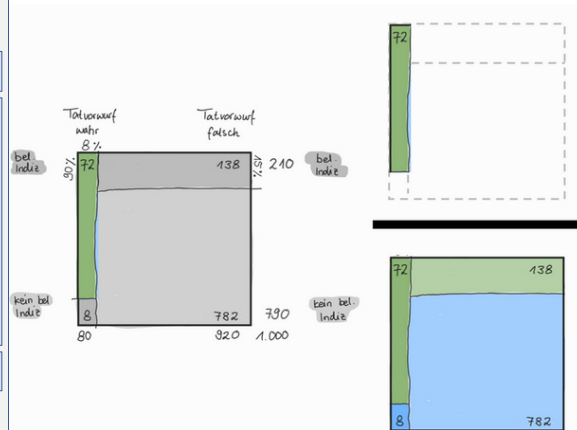 Tatvorwurf wahr
Tatvorwurf falsch
8%
bel. Indiz
90%
72
138
15%
210
bel. Indiz
kein bel. Indiz
8
782
790
kein bel. Indiz
80
920
1.000
72
72
138
8
782